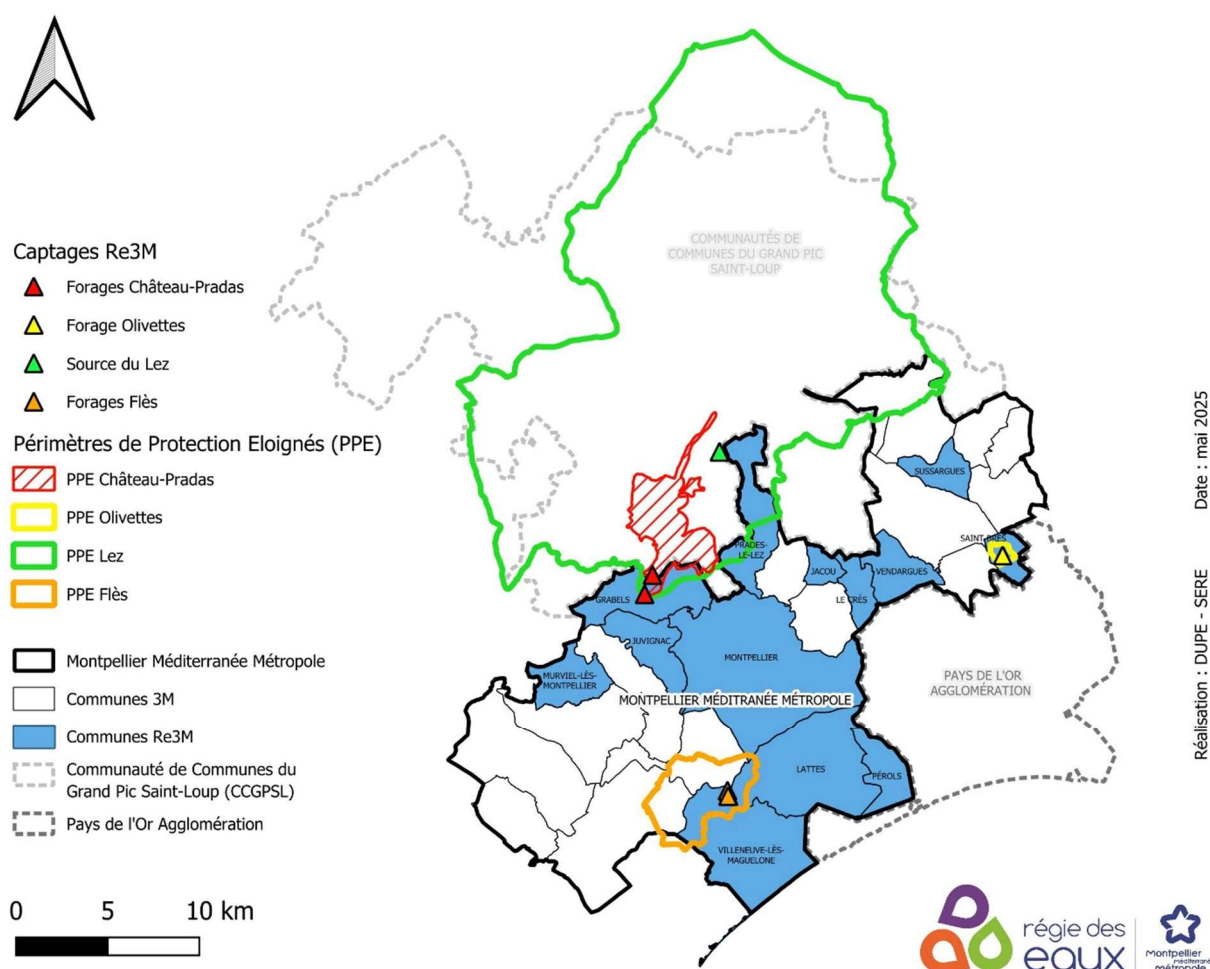 Captages Re3M
Forages Château-Pradas
Forage Olivettes
Source du Lez
Forages Flès
Périmètres de Protection Eloignés (PPE)
PPE Château-Pradas
PPE Olivettes
PPE Lez
PPE Flès
Montpellier Méditerranée Métropole
Communes 3M
Communes Re3M
Communauté de Communes du
Grand Pic Saint-Loup (CCGPSL)
Pays de l'Or Agglomération
0 5 10 km
COMMUNAUTÉS DE
COMMUNES DU GRAND PIC
SAINT-LOUP
SUSSARGUES
SAINT-BRÈS
PRADES-
LE-LEZ
JACOU
VENDARGUES
LE CRÈS
GRABELS
JUVIGNAC
MONTPELLIER
MURVIEL-LÈS-
MONTPELLIER
MONTPELLIER MÉDITRANÉE MÉTROPOLE
PAYS DE L'OR
AGGLOMÉRATION
LATTES
PÉROLS
VILLENEUVE-LÈS-
MAGUELONE
Réalisation : DUPE - SERE
Date : mai 2025
régie des
eaux
montpellier
méditerranée
métropole